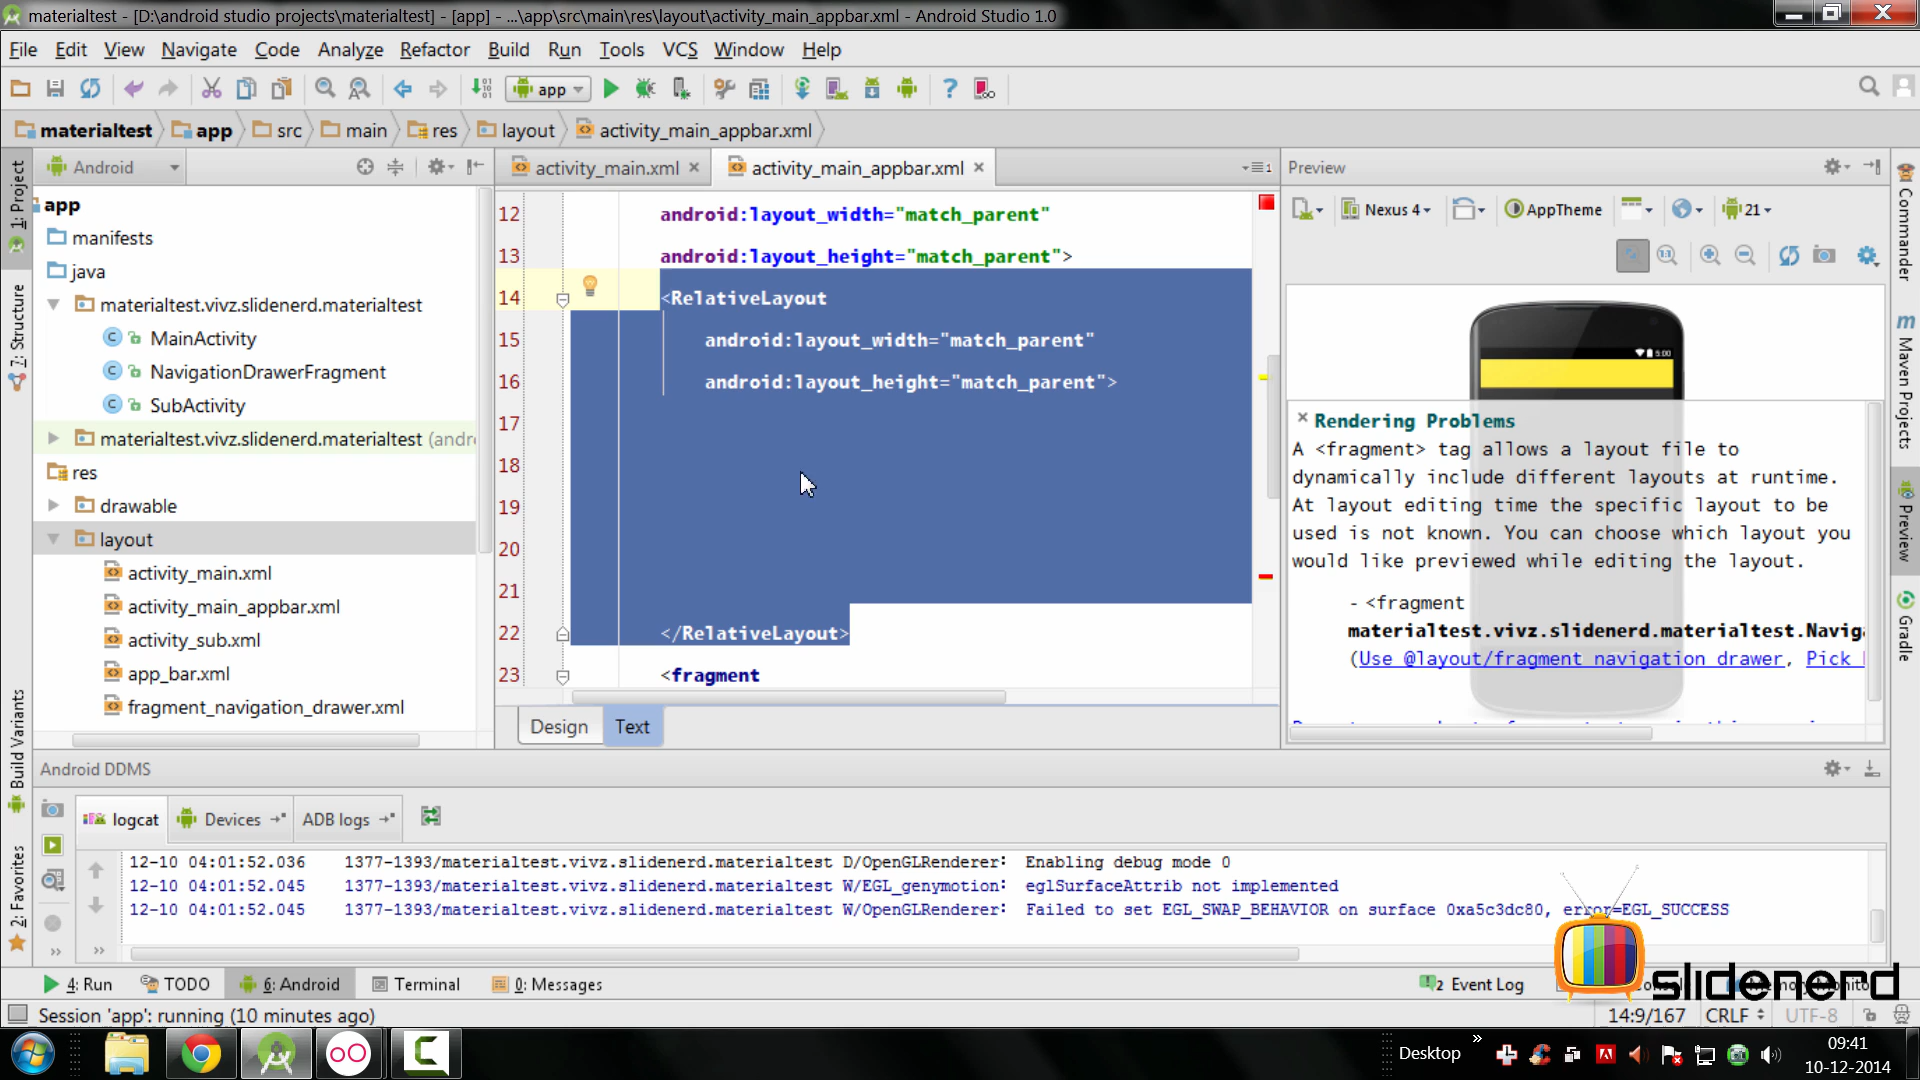 materialtest - [D:\android studio projects\materialtest] - [app] - ...\app\src\main\res\layout\activity_main_appbar.xml - Android Studio 1.0
File Edit View Navigate Code Analyze Refactor Build Run Tools VCS Window Help
app
materialtest app src main res layout activity_main_appbar.xml
1: Project
7: Structure
Build Variants
2: Favorites
Android
app
manifests
java
materialtest.vivz.slidenerd.materialtest
MainActivity
NavigationDrawerFragment
SubActivity
materialtest.vivz.slidenerd.materialtest (andr
res
drawable
layout
activity_main.xml
activity_main_appbar.xml
activity_sub.xml
app_bar.xml
fragment_navigation_drawer.xml
activity_main.xml activity_main_appbar.xml
12 android:layout_width="match_parent"
13 android:layout_height="match_parent">
14 <RelativeLayout
15 android:layout_width="match_parent"
16 android:layout_height="match_parent">
17
18
19
20
21
22 </RelativeLayout>
23 <fragment
Design Text
Preview
Nexus 4 AppTheme 21
5:00
Rendering Problems
A <fragment> tag allows a layout file to
dynamically include different layouts at runtime.
At layout editing time the specific layout to be
used is not known. You can choose which layout you
would like previewed while editing the layout.
- <fragment
materialtest.vivz.slidenerd.materialtest.Naviga
(Use @layout/fragment_navigation_drawer, Pick
Commander
Maven Projects
Preview
Gradle
Android DDMS
logcat Devices ADB logs
12-10 04:01:52.036 1377-1393/materialtest.vivz.slidenerd.materialtest D/OpenGLRenderer: Enabling debug mode 0
12-10 04:01:52.045 1377-1393/materialtest.vivz.slidenerd.materialtest W/EGL_genymotion: eglSurfaceAttrib not implemented
12-10 04:01:52.045 1377-1393/materialtest.vivz.slidenerd.materialtest W/OpenGLRenderer: Failed to set EGL_SWAP_BEHAVIOR on surface 0xa5c3dc80, error=EGL_SUCCESS
4: Run TODO 6: Android Terminal 0: Messages 2 Event Log
slidenerd
Session 'app': running (10 minutes ago) 14:9/167 CRLF UTF-8
Desktop
09:41
10-12-2014